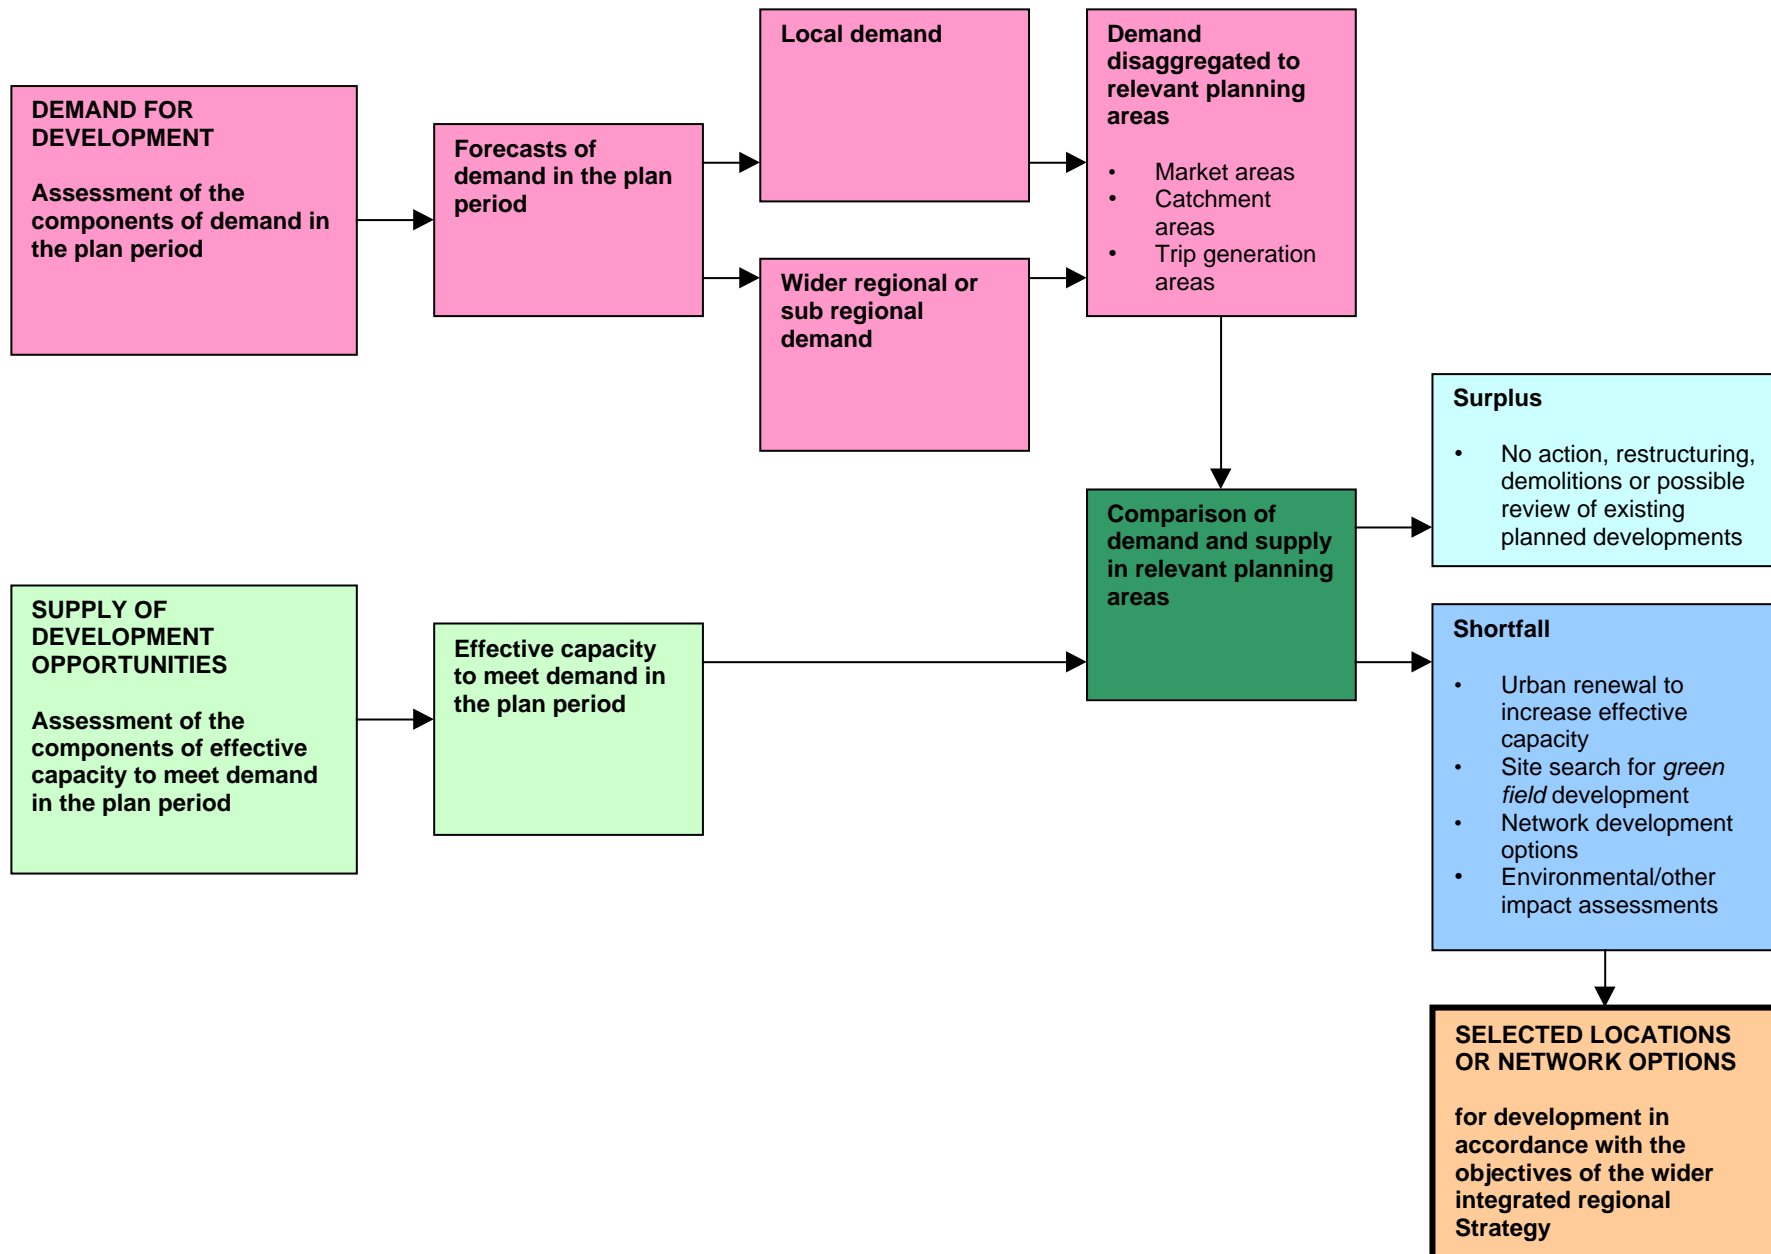 DEMAND FOR
DEVELOPMENT
Assessment of the
components of demand in
the plan period
Forecasts of
demand in the plan
period
Local demand
Wider regional or
sub regional
demand
Demand
disaggregated to
relevant planning
areas
• Market areas
• Catchment
areas
• Trip generation
areas
SUPPLY OF
DEVELOPMENT
OPPORTUNITIES
Assessment of the
components of effective
capacity to meet demand
in the plan period
Effective capacity
to meet demand in
the plan period
Comparison of
demand and supply
in relevant planning
areas
Surplus
• No action, restructuring,
demolitions or possible
review of existing
planned developments
Shortfall
• Urban renewal to
increase effective
capacity
• Site search for green
field development
• Network development
options
• Environmental/other
impact assessments
SELECTED LOCATIONS
OR NETWORK OPTIONS
for development in
accordance with the
objectives of the wider
integrated regional
Strategy